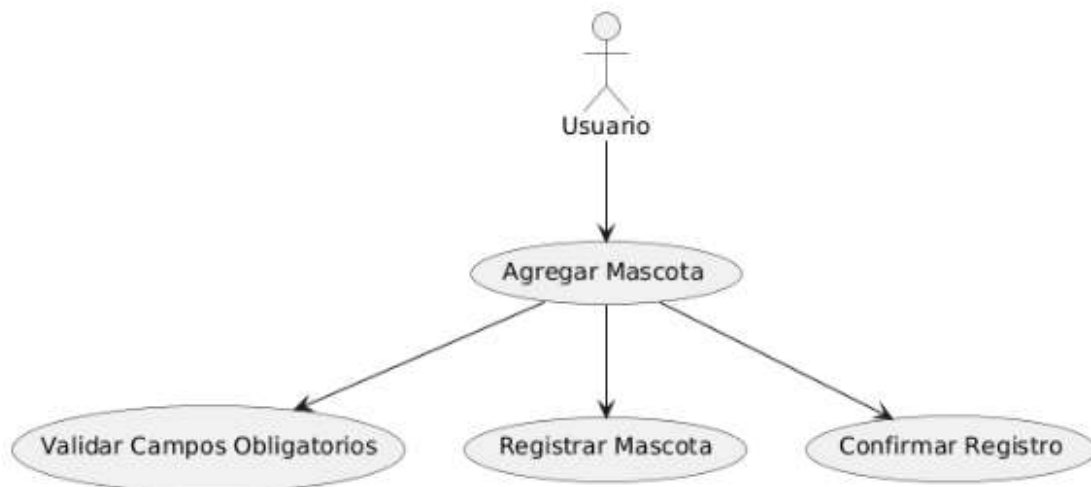 Usuario
Agregar Mascota
Validar Campos Obligatorios
Registrar Mascota
Confirmar Registro